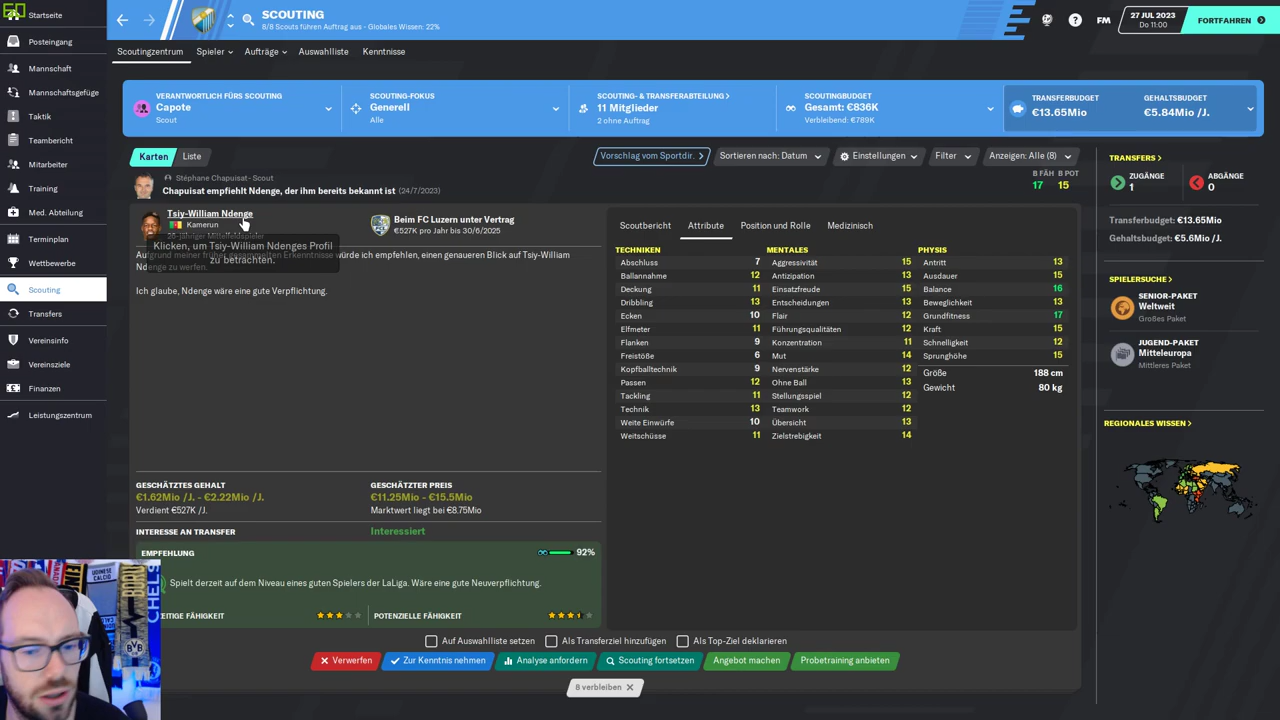 Startseite
Posteingang
Mannschaft
Mannschaftsgefüge
Taktik
Teambericht
Mitarbeiter
Training
Med. Abteilung
Terminplan
Wettbewerbe
Scouting
Transfers
Vereinsinfo
Vereinsziele
Finanzen
Leistungszentrum
SCOUTING
8/8 Scouts führen Auftrag aus - Globales Wissen: 22%
FM
27 JUL 2023
Do 11:00
FORTFAHREN
Scoutingzentrum Spieler Aufträge Auswahlliste Kenntnisse
VERANTWORTLICH FÜRS SCOUTING
Capote
Scout
SCOUTING-FOKUS
Generell
Alle
SCOUTING- & TRANSFERABTEILUNG >
11 Mitglieder
2 ohne Auftrag
SCOUTINGBUDGET
Gesamt: €836K
Verbleibend: €789K
TRANSFERBUDGET
€13.65Mio
GEHALTSBUDGET
€5.84Mio /J.
Karten Liste
Vorschlag vom Sportdir. >
Sortieren nach: Datum
Einstellungen
Filter
Anzeigen: Alle (8)
Stéphane Chapuisat - Scout
Chapuisat empfiehlt Ndenge, der ihm bereits bekannt ist (24/7/2023)
B FÄH B POT
17 15
Tsiy-William Ndenge
Kamerun
Beim FC Luzern unter Vertrag
€527K pro Jahr bis 30/6/2025
Klicken, um Tsiy-William Ndenges Profil
zu betrachten.
würde ich empfehlen, einen genaueren Blick auf Tsiy-William
zu werfen.
Ich glaube, Ndenge wäre eine gute Verpflichtung.
GESCHÄTZTES GEHALT
€1.62Mio /J. - €2.22Mio /J.
Verdient €527K /J.
GESCHÄTZTER PREIS
€11.25Mio - €15.5Mio
Marktwert liegt bei €8.75Mio
INTERESSE AN TRANSFER Interessiert
EMPFEHLUNG 92%
Spielt derzeit auf dem Niveau eines guten Spielers der LaLiga. Wäre eine gute Neuverpflichtung.
EITIGE FÄHIGKEIT
POTENZIELLE FÄHIGKEIT
Scoutbericht Attribute Position und Rolle Medizinisch
TECHNIKEN
Abschluss 7
Ballannahme 12
Deckung 11
Dribbling 13
Ecken 10
Elfmeter 11
Flanken 9
Freistöße 6
Kopfballtechnik 9
Passen 12
Tackling 11
Technik 13
Weite Einwürfe 10
Weitschüsse 11
MENTALES
Aggressivität 15
Antizipation 13
Einsatzfreude 15
Entscheidungen 13
Flair 12
Führungsqualitäten 12
Konzentration 11
Mut 14
Nervenstärke 12
Ohne Ball 13
Stellungsspiel 12
Teamwork 12
Übersicht 13
Zielstrebigkeit 14
PHYSIS
Antritt 13
Ausdauer 15
Balance 16
Beweglichkeit 13
Grundfitness 17
Kraft 15
Schnelligkeit 12
Sprunghöhe 15
Größe 188 cm
Gewicht 80 kg
Auf Auswahlliste setzen
Als Transferziel hinzufügen
Als Top-Ziel deklarieren
Verwerfen
Zur Kenntnis nehmen
Analyse anfordern
Scouting fortsetzen
Angebot machen
Probetraining anbieten
8 verbleiben
TRANSFERS >
ZUGÄNGE
1
ABGÄNGE
0
Transferbudget: €13.65Mio
Gehaltsbudget: €5.6Mio /J.
SPIELERSUCHE >
SENIOR-PAKET
Weltweit
Großes Paket
JUGEND-PAKET
Mitteleuropa
Mittleres Paket
REGIONALES WISSEN >
UDINESE
CALCIO
BVB